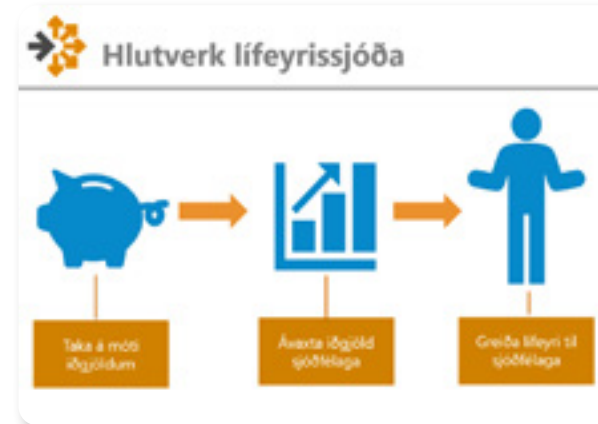 Hlutverk lífeyrissjóða
Taka á móti
iðgjöldum
Ávaxta iðgjöld
sjóðfélaga
Greiða lífeyri til
sjóðfélaga